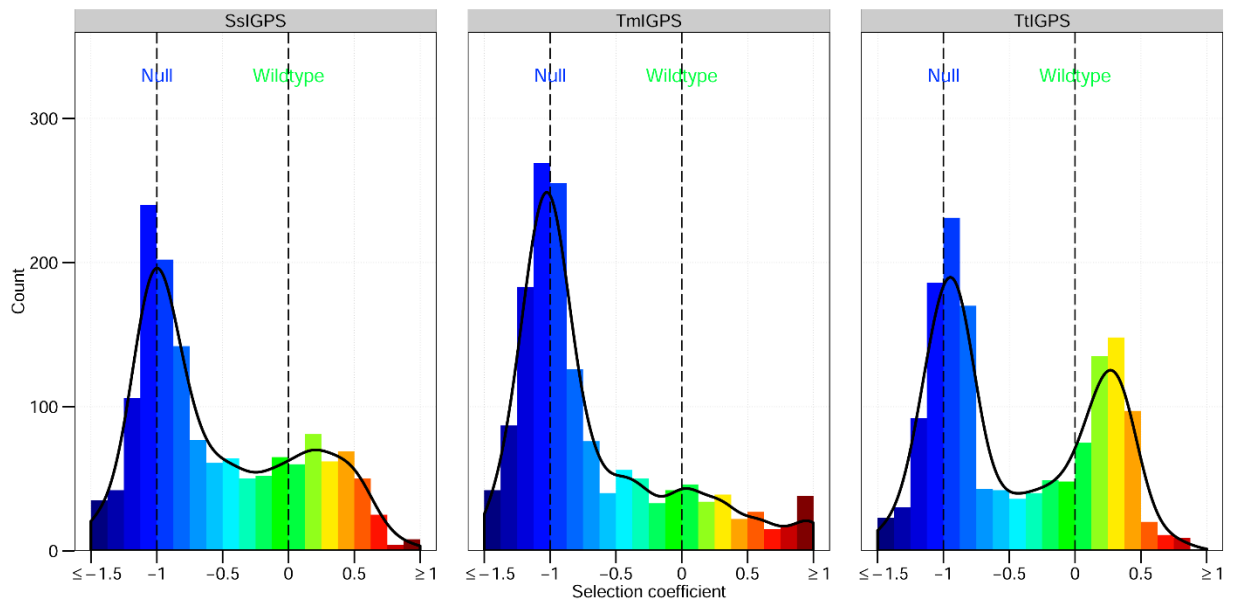 SsIGPS TmIGPS TtIGPS
Null Wildtype Null Wildtype Null Wildtype
300
200
100
0
Count
≤ −1.5 −1 −0.5 0 0.5 ≥ 1 ≤ −1.5 −1 −0.5 0 0.5 ≥ 1 ≤ −1.5 −1 −0.5 0 0.5 ≥ 1
Selection coefficient